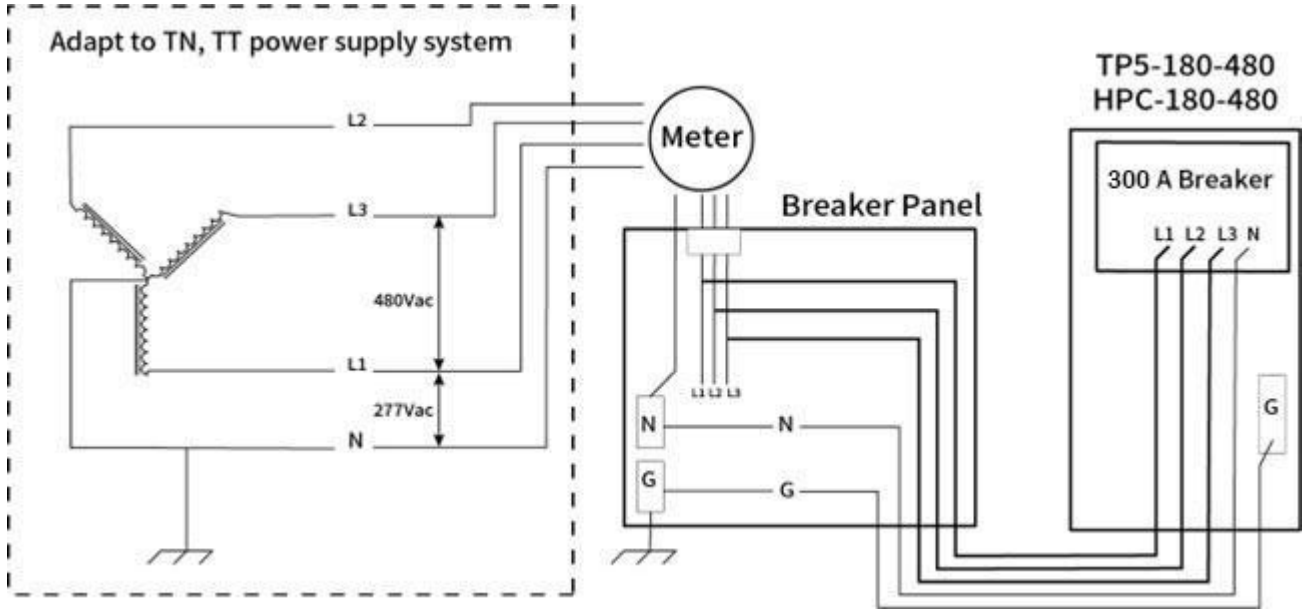 Adapt to TN, TT power supply system
L2
L3
480Vac
L1
277Vac
N
Meter
Breaker Panel
L1 L2 L3
N
N
G
G
TP5-180-480
HPC-180-480
300 A Breaker
L1 L2 L3 N
G